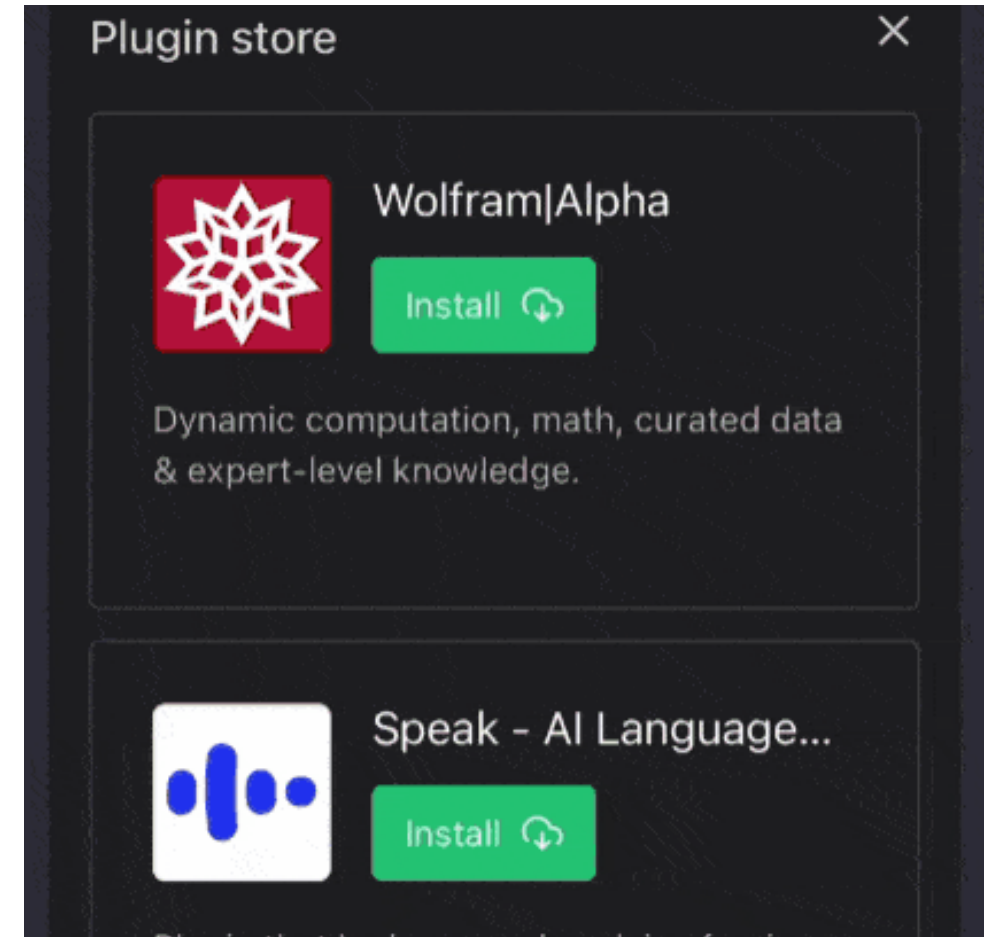 Plugin store
Wolfram|Alpha
Install
Dynamic computation, math, curated data
& expert-level knowledge.
Speak - AI Language...
Install